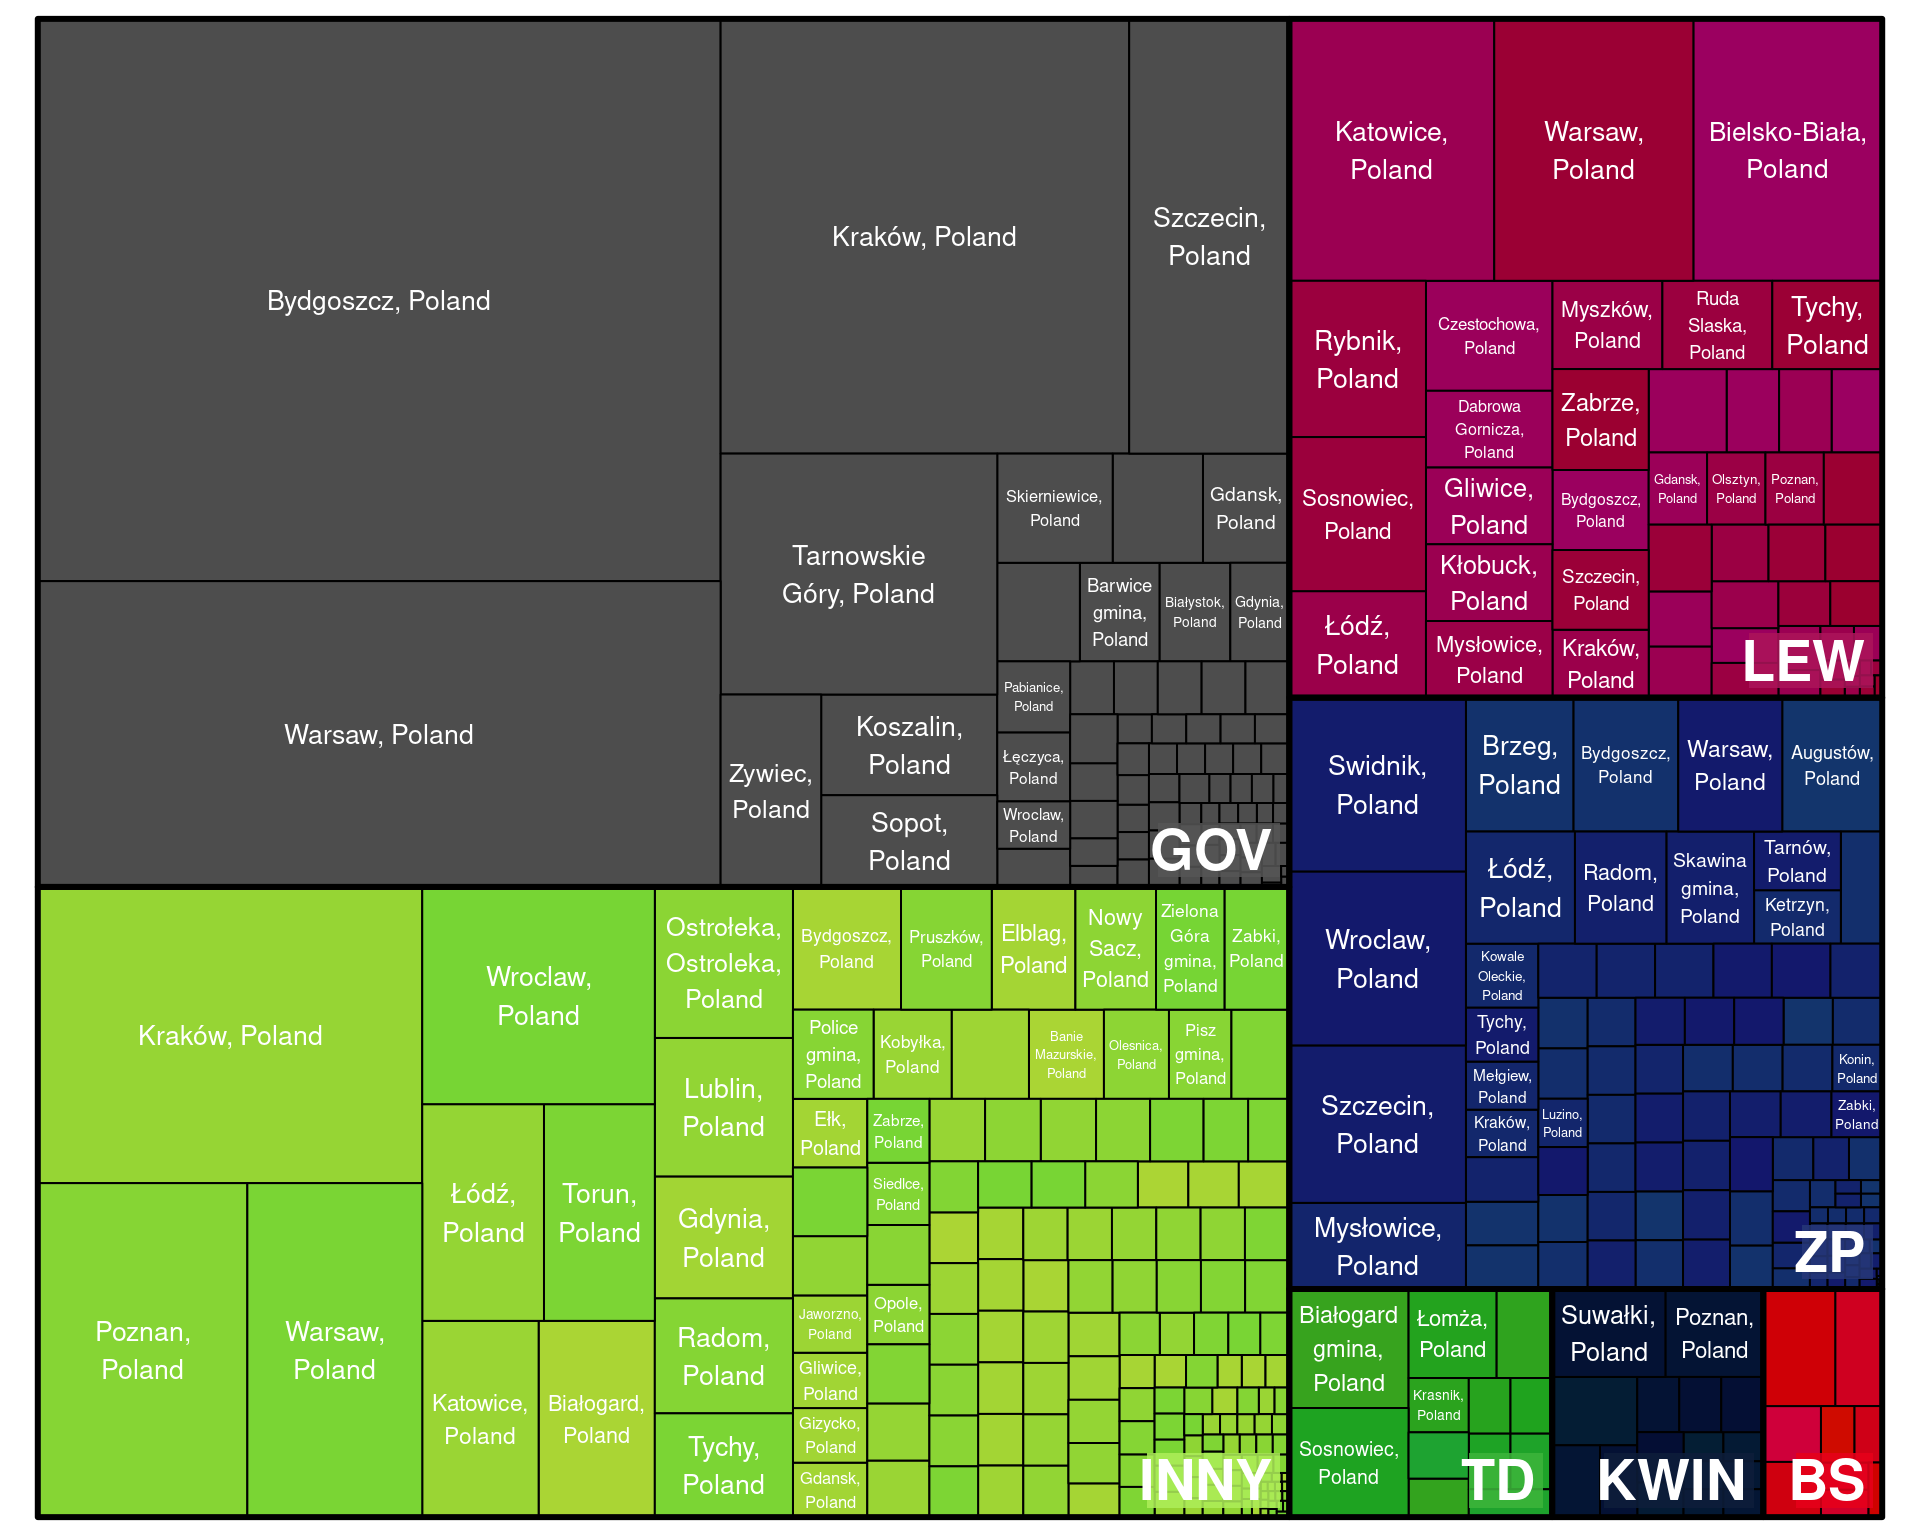 Bydgoszcz, Poland
Warsaw, Poland
Kraków, Poland
Szczecin,
Poland
Tarnowskie
Góry, Poland
Zywiec,
Poland
Koszalin,
Poland
Sopot,
Poland
Skierniewice,
Poland
Gdansk,
Poland
Barwice
gmina,
Poland
Białystok,
Poland
Gdynia,
Poland
Pabianice,
Poland
Łęczyca,
Poland
Wroclaw,
Poland
GOV
Katowice,
Poland
Warsaw,
Poland
Bielsko-Biała,
Poland
Rybnik,
Poland
Sosnowiec,
Poland
Łódź,
Poland
Czestochowa,
Poland
Dabrowa
Gornicza,
Poland
Gliwice,
Poland
Kłobuck,
Poland
Mysłowice,
Poland
Myszków,
Poland
Ruda
Slaska,
Poland
Tychy,
Poland
Zabrze,
Poland
Bydgoszcz,
Poland
Szczecin,
Poland
Kraków,
Poland
Gdansk,
Poland
Olsztyn,
Poland
Poznan,
Poland
LEW
Swidnik,
Poland
Wroclaw,
Poland
Szczecin,
Poland
Mysłowice,
Poland
Brzeg,
Poland
Bydgoszcz,
Poland
Warsaw,
Poland
Augustów,
Poland
Łódź,
Poland
Radom,
Poland
Skawina
gmina,
Poland
Tarnów,
Poland
Ketrzyn,
Poland
Kowale
Oleckie,
Poland
Tychy,
Poland
Mełgiew,
Poland
Kraków,
Poland
Luzino,
Poland
Konin,
Poland
Zabki,
Poland
ZP
Kraków, Poland
Poznan,
Poland
Warsaw,
Poland
Wroclaw,
Poland
Łódź,
Poland
Torun,
Poland
Katowice,
Poland
Białogard,
Poland
Ostrołeka,
Ostroleka,
Poland
Lublin,
Poland
Gdynia,
Poland
Radom,
Poland
Tychy,
Poland
Bydgoszcz,
Poland
Pruszków,
Poland
Elblag,
Poland
Nowy
Sacz,
Poland
Zielona
Góra
gmina,
Poland
Zabki,
Poland
Police
gmina,
Poland
Kobyłka,
Poland
Banie
Mazurskie,
Poland
Olesnica,
Poland
Pisz
gmina,
Poland
Ełk,
Poland
Zabrze,
Poland
Siedlce,
Poland
Jaworzno,
Poland
Opole,
Poland
Gliwice,
Poland
Gizycko,
Poland
Gdansk,
Poland
INNY
Białogard
gmina,
Poland
Łomża,
Poland
Krasnik,
Poland
Sosnowiec,
Poland
TD
Suwałki,
Poland
Poznan,
Poland
KWIN
BS